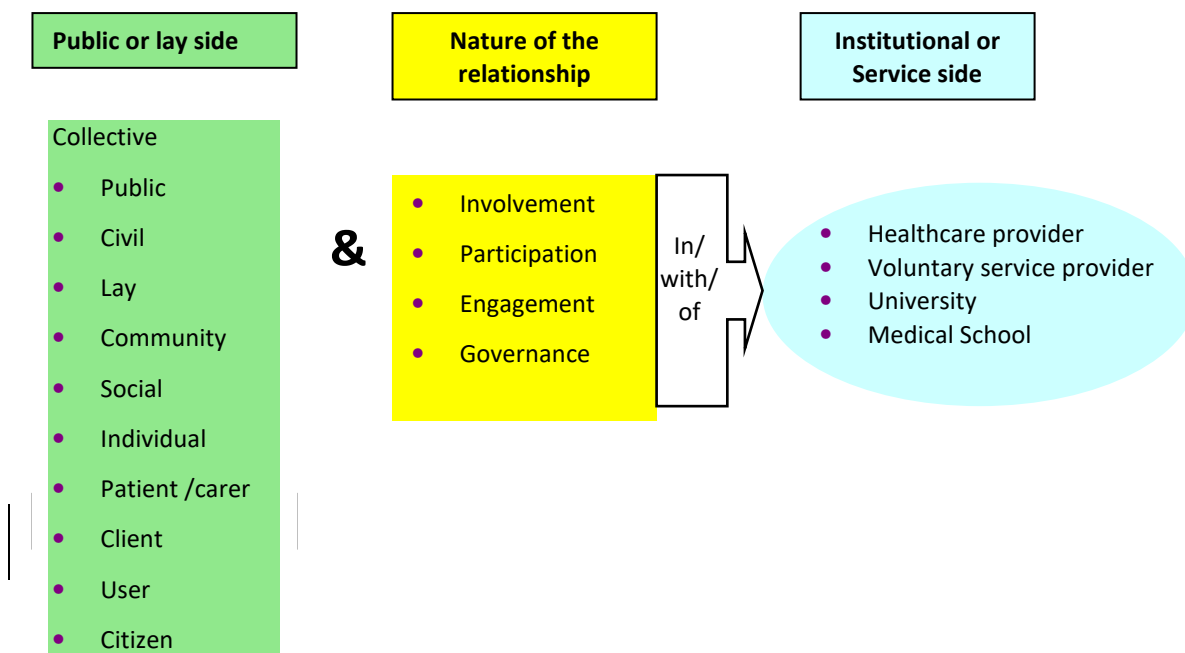 Public or lay side
Nature of the
relationship
Institutional or
Service side
Collective
• Public
• Civil
• Lay
• Community
• Social
• Individual
• Patient /carer
• Client
• User
• Citizen
&
• Involvement
• Participation
• Engagement
• Governance
In/
with/
of
• Healthcare provider
• Voluntary service provider
• University
• Medical School